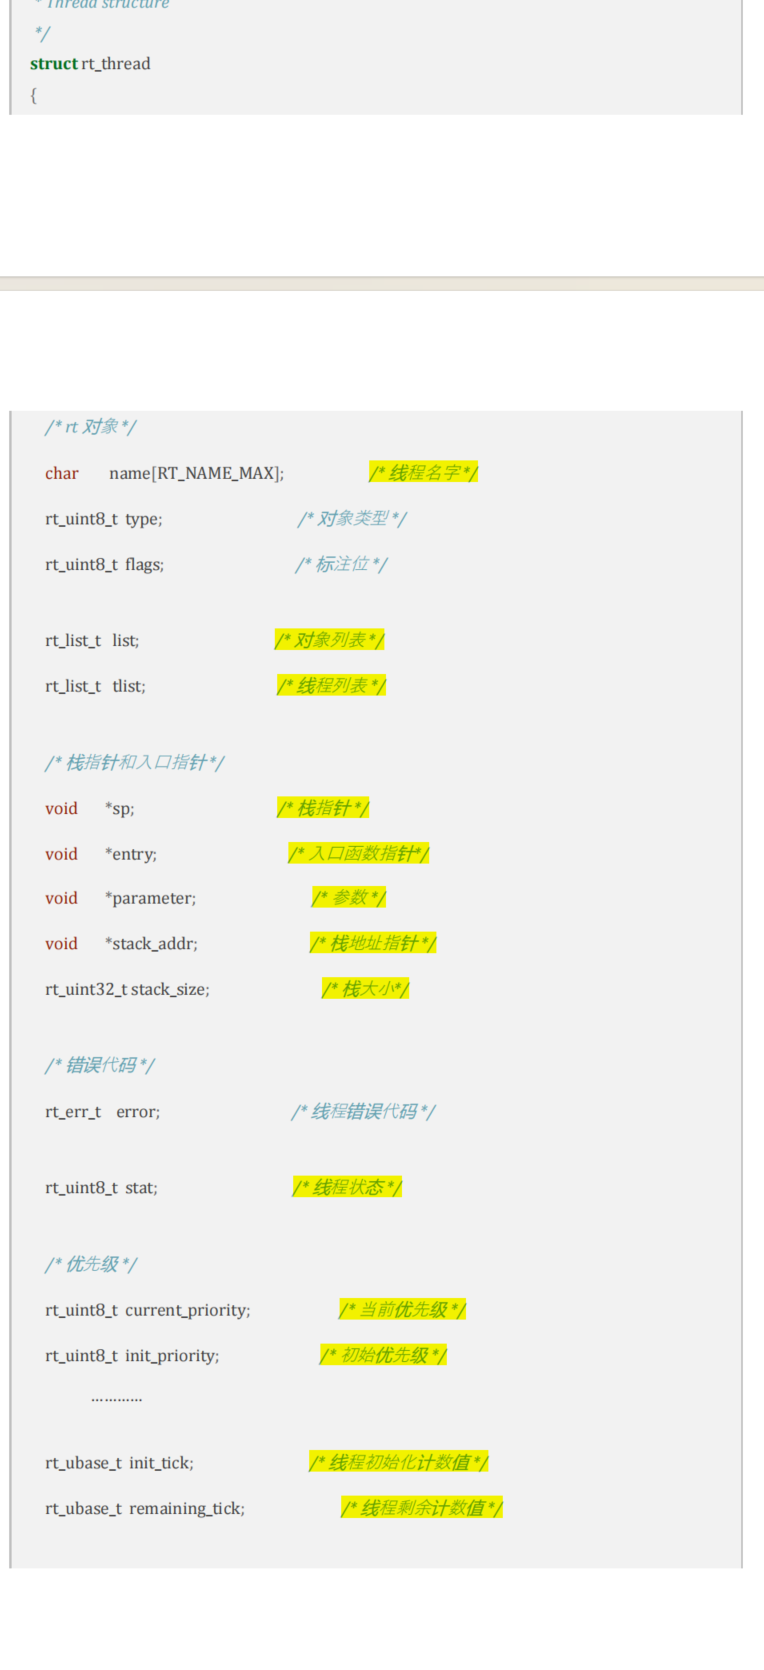 * Thread structure
*/
struct rt_thread
{
/* rt 对象 */
char name[RT_NAME_MAX]; /* 线程名字 */
rt_uint8_t type; /* 对象类型 */
rt_uint8_t flags; /* 标注位 */
rt_list_t list; /* 对象列表 */
rt_list_t tlist; /* 线程列表 */
/* 栈指针和入口指针 */
void *sp; /* 栈指针 */
void *entry; /* 入口函数指针 */
void *parameter; /* 参数 */
void *stack_addr; /* 栈地址指针 */
rt_uint32_t stack_size; /* 栈大小 */
/* 错误代码 */
rt_err_t error; /* 线程错误代码 */
rt_uint8_t stat; /* 线程状态 */
/* 优先级 */
rt_uint8_t current_priority; /* 当前优先级 */
rt_uint8_t init_priority; /* 初始优先级 */
............
rt_ubase_t init_tick; /* 线程初始化计数值 */
rt_ubase_t remaining_tick; /* 线程剩余计数值 */